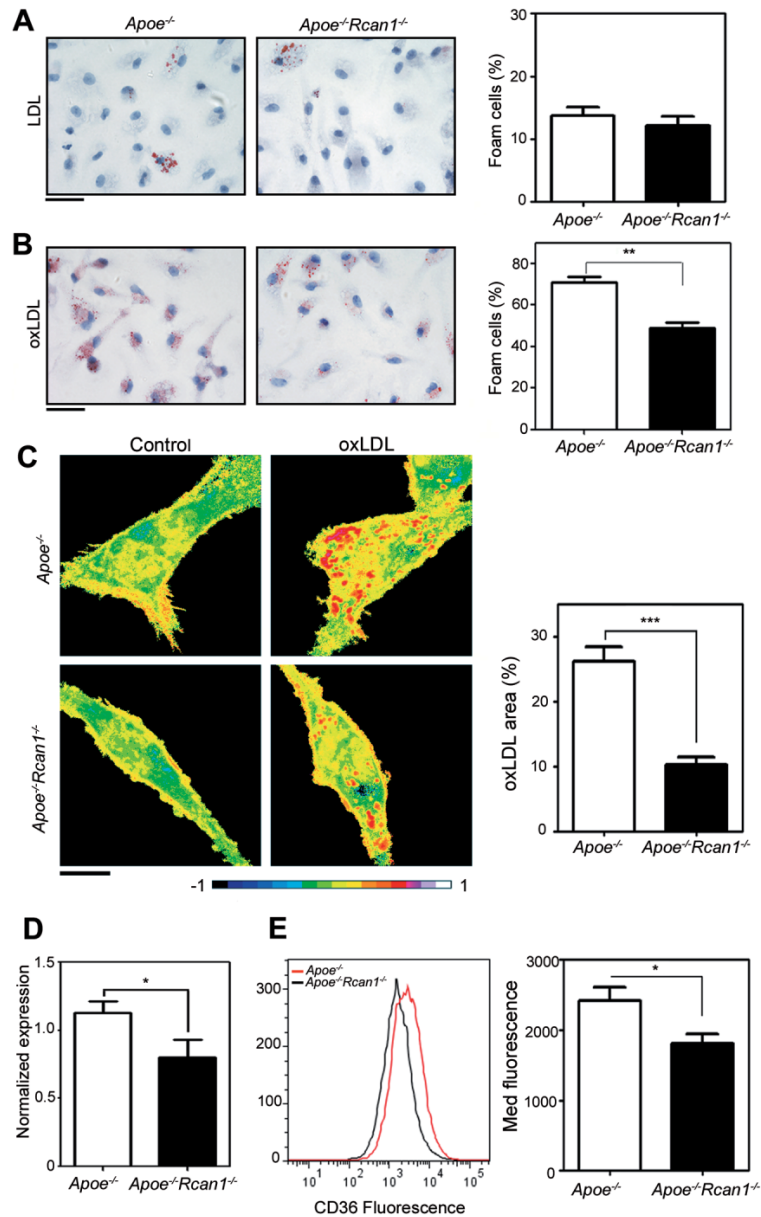 A
Apoe-/-
Apoe-/-Rcan1-/-
LDL
Foam cells (%)
30
20
10
0
Apoe-/-
Apoe-/-Rcan1-/-
B
oxLDL
Foam cells (%)
80
60
40
20
0
**
Apoe-/-
Apoe-/-Rcan1-/-
C
Control
oxLDL
Apoe-/-
Apoe-/-Rcan1-/-
-1
1
oxLDL area (%)
30
20
10
0
***
Apoe-/-
Apoe-/-Rcan1-/-
D
Normalized expression
1.5
1.0
0.5
0
*
Apoe-/-
Apoe-/-Rcan1-/-
E
Apoe-/-
Apoe-/-Rcan1-/-
300
200
100
0
10^1
10^2
10^3
10^4
10^5
CD36 Fluorescence
Med fluorescence
3000
2000
1000
0
*
Apoe-/-
Apoe-/-Rcan1-/-